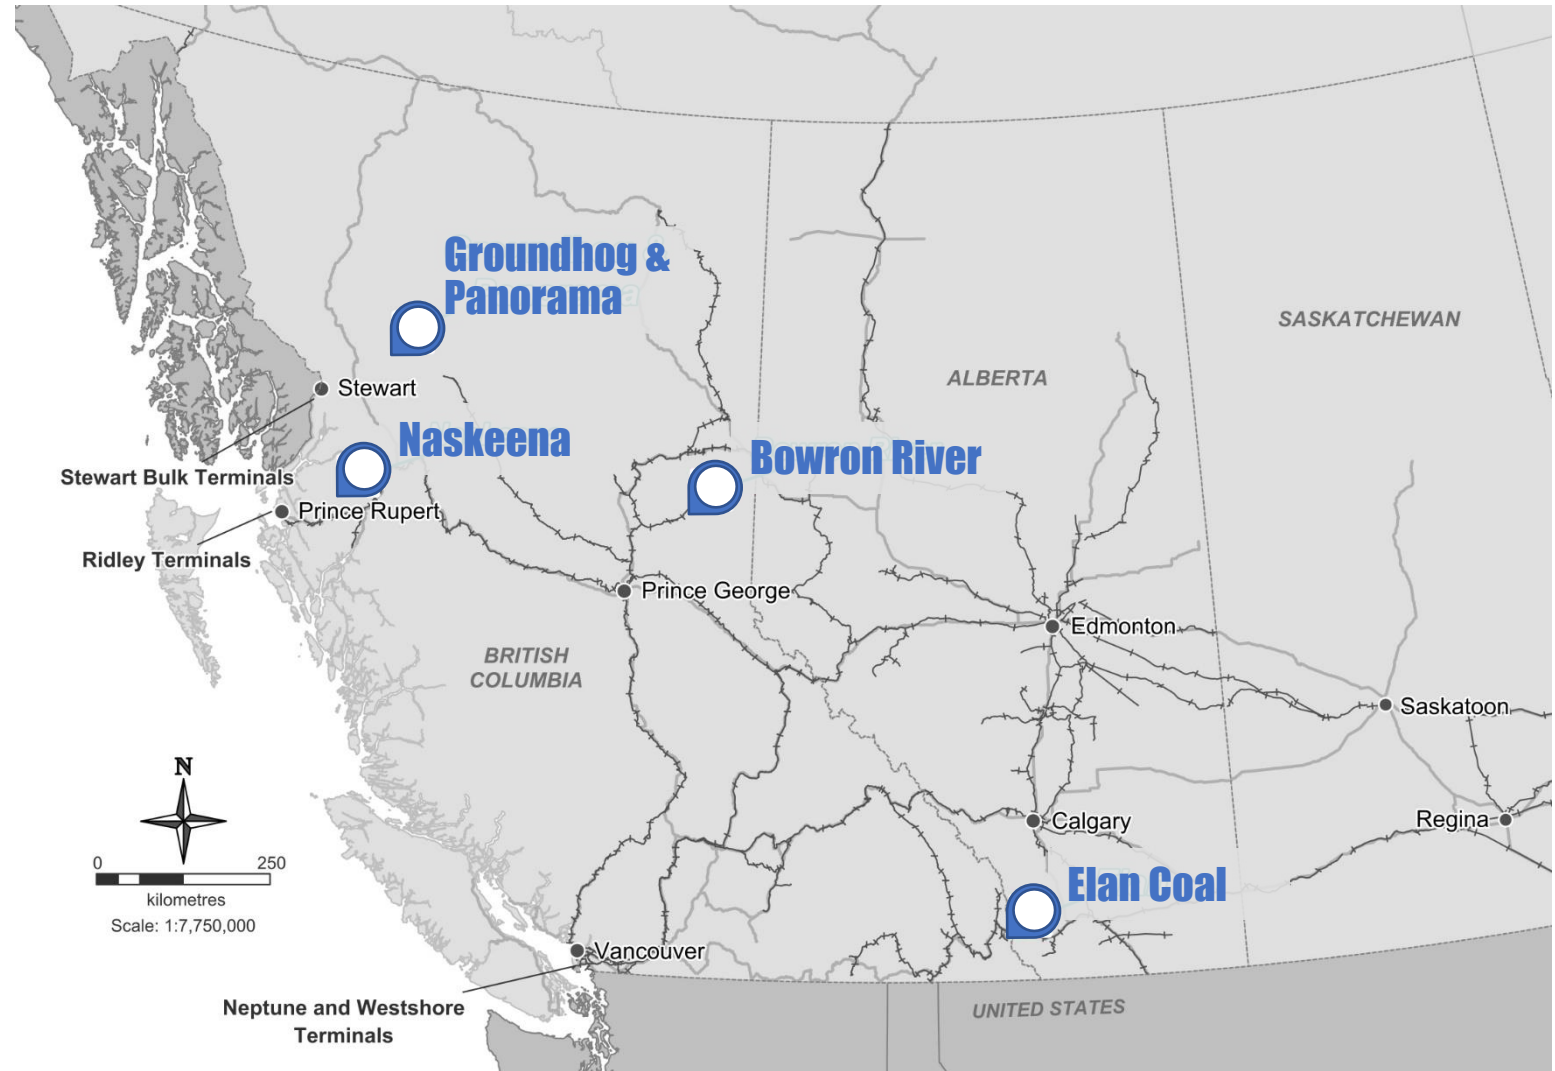 Groundhog &
Panorama
SASKATCHEWAN
ALBERTA
Stewart
Naskeena
Bowron River
Stewart Bulk Terminals
Prince Rupert
Ridley Terminals
Prince George
Edmonton
BRITISH
COLUMBIA
Saskatoon
N
Calgary
Regina
0 250
kilometres
Scale: 1:7,750,000
Elan Coal
Vancouver
Neptune and Westshore
Terminals
UNITED STATES